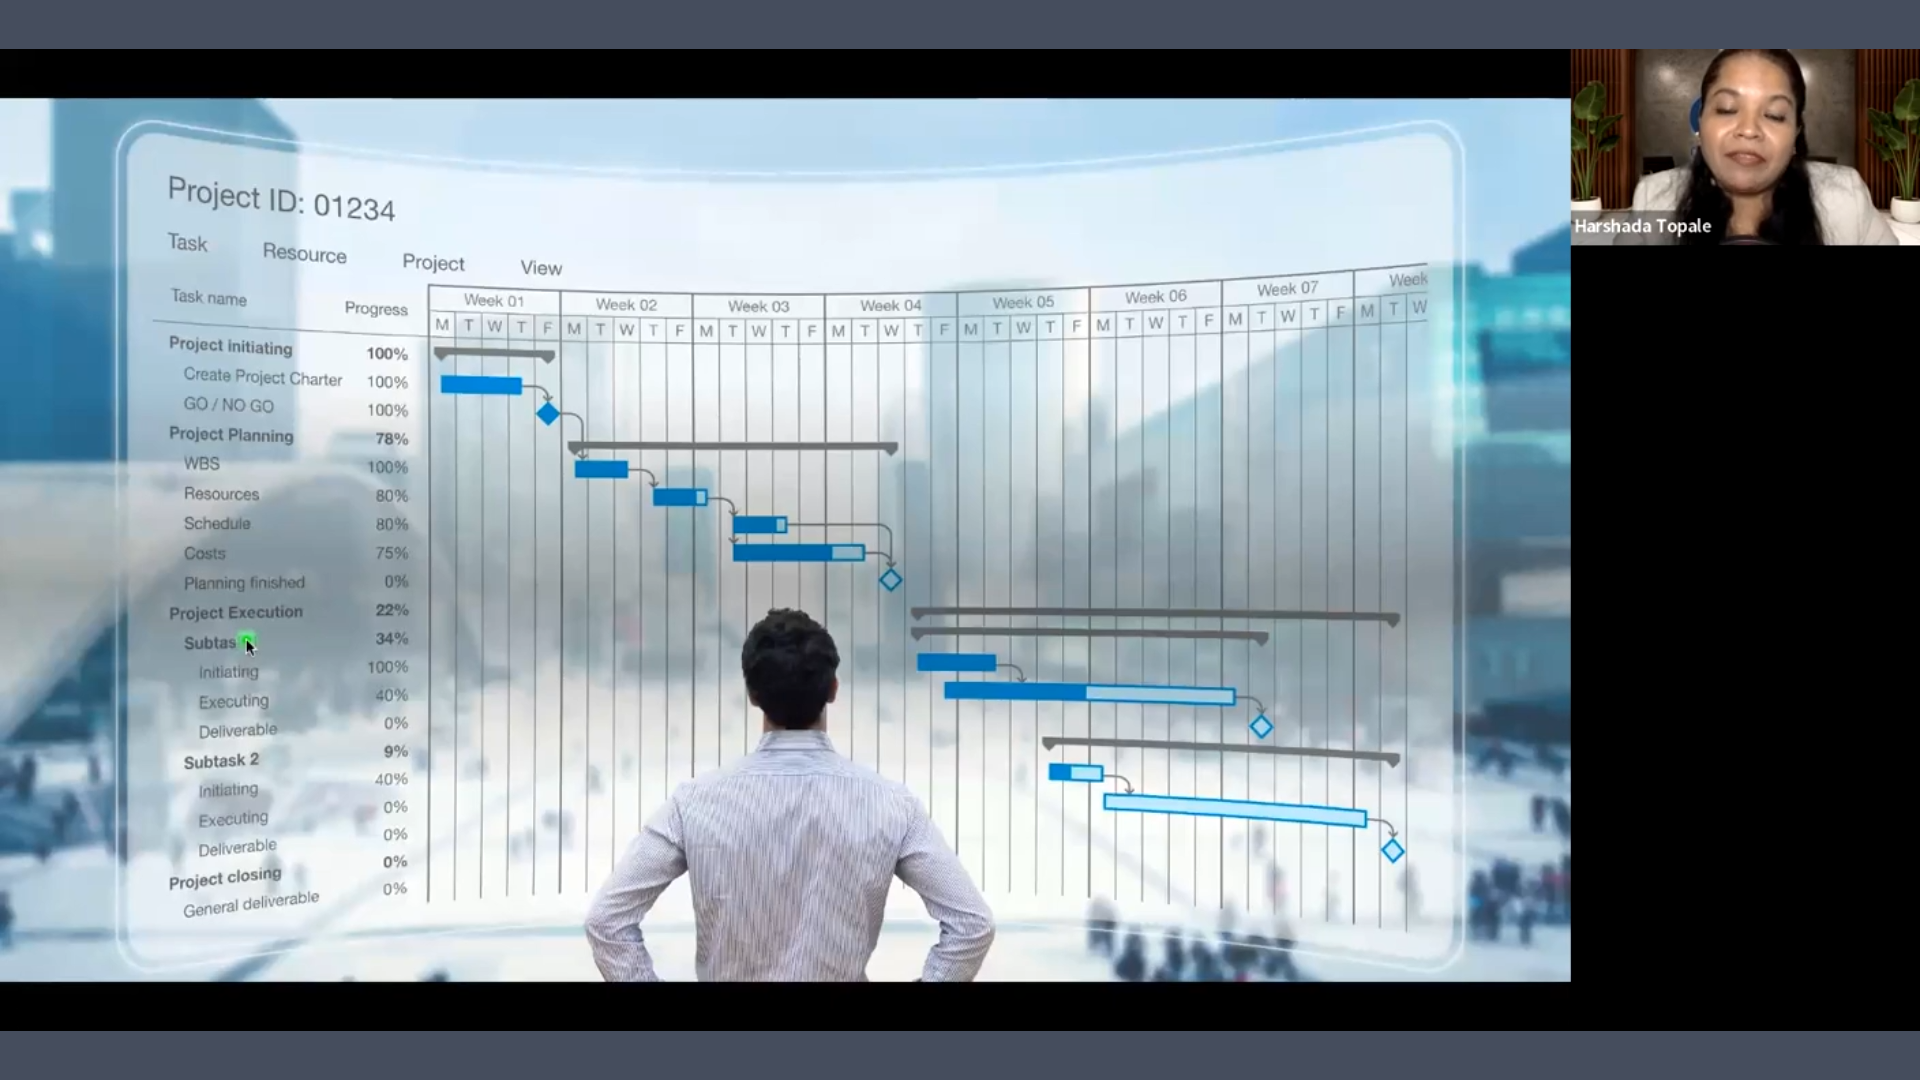 Project ID: 01234
Task Resource Project View
Task name Progress Week 01 Week 02 Week 03 Week 04 Week 05 Week 06 Week 07 Week
M T W T F M T W T F M T W T F M T W T F M T W T F M T W T F M T W T F M T W
Project initiating 100%
Create Project Charter 100%
GO / NO GO 100%
Project Planning 78%
WBS 100%
Resources 80%
Schedule 80%
Costs 75%
Planning finished 0%
Project Execution 22%
Subtas 34%
Initiating 100%
Executing 40%
Deliverable 0%
Subtask 2 9%
Initiating 40%
Executing 0%
Deliverable 0%
Project closing 0%
General deliverable 0%
Harshada Topale